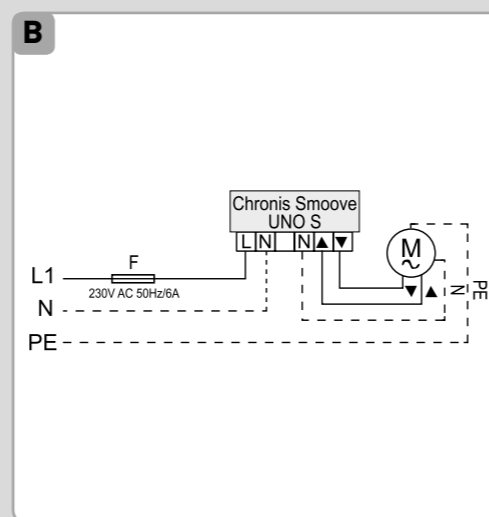 B
Chronis Smoove
UNO S
L N N ▲ ▼
M
~
F
L1
230V AC 50Hz/6A
▼ ▲ N PE
N
PE